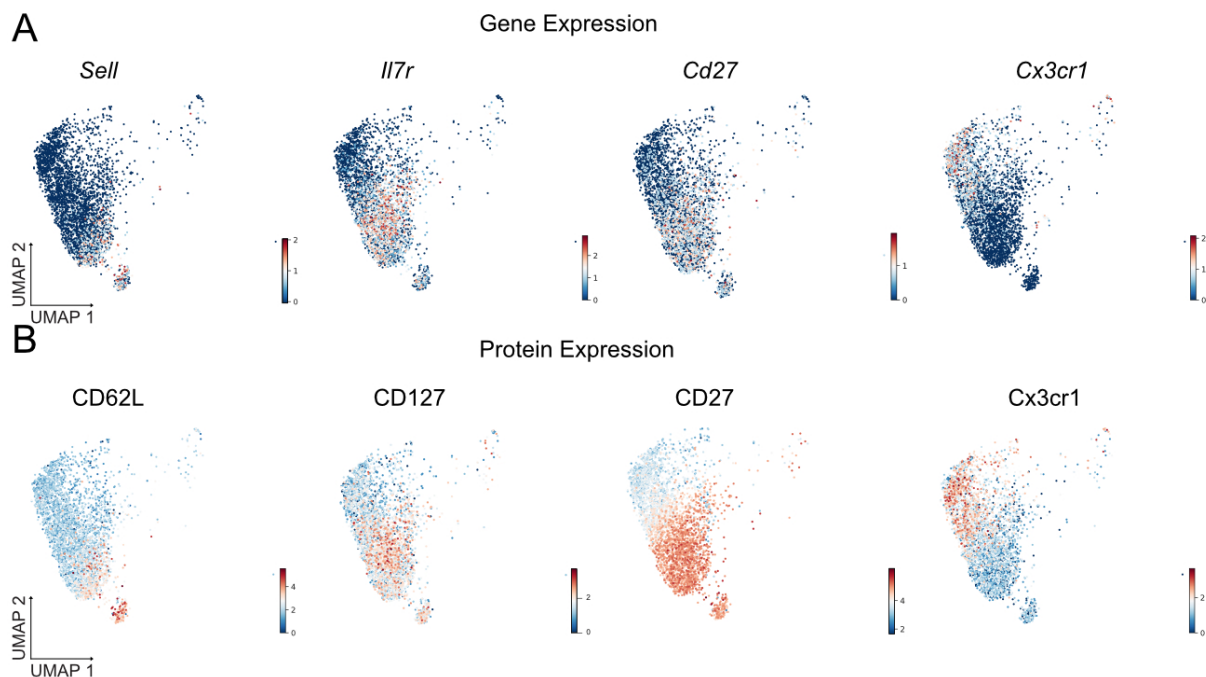 A
Gene Expression
Sell
Il7r
Cd27
Cx3cr1
2
1
0
2
1
0
1
0
2
1
0
UMAP 2
UMAP 1
B
Protein Expression
CD62L
CD127
CD27
Cx3cr1
4
2
0
2
0
4
2
2
0
UMAP 2
UMAP 1